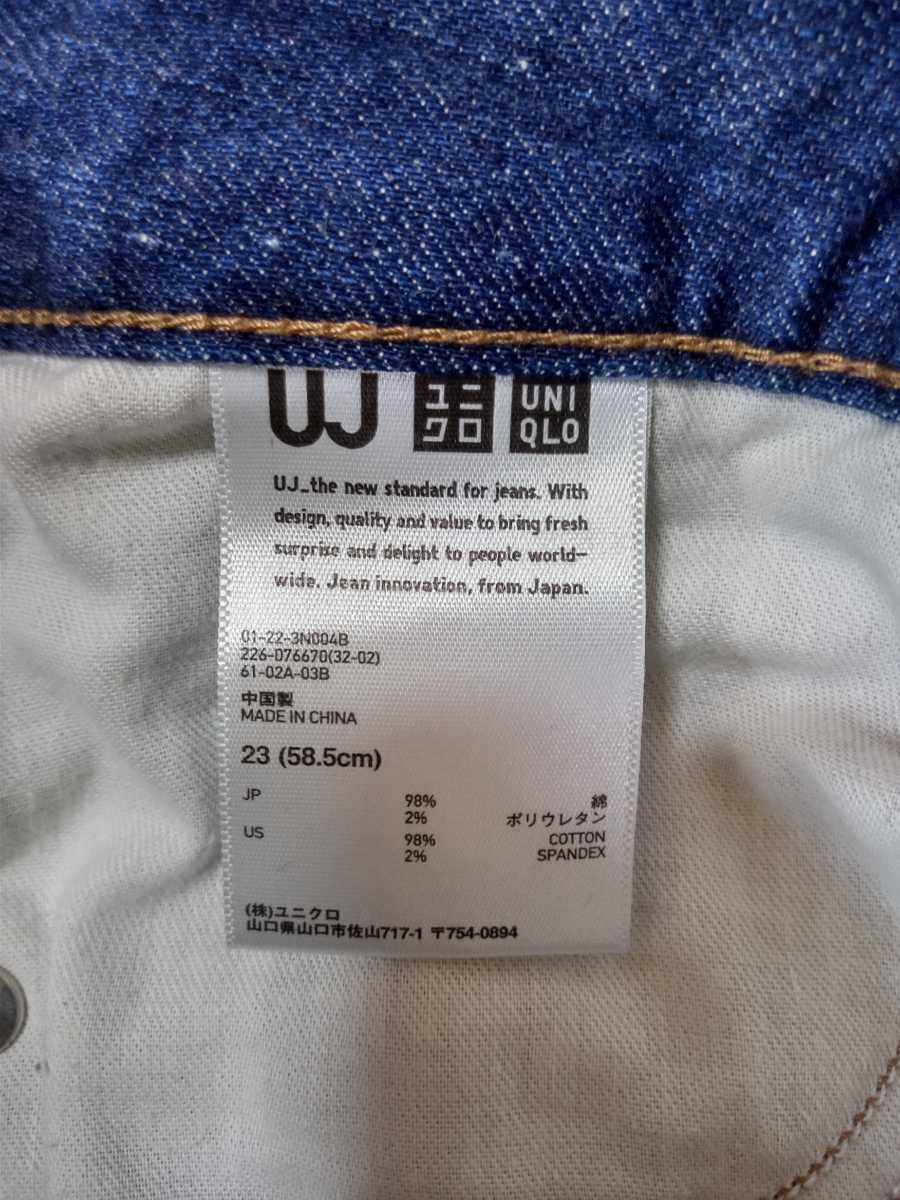 UJ ユニクロ UNIQLO
UJ_the new standard for jeans. With
design, quality and value to bring fresh
surprise and delight to people world-
wide. Jean innovation, from Japan.
01-22-3N004B
226-076670(32-02)
61-02A-03B
中国製
MADE IN CHINA
23 (58.5cm)
JP 98% 綿
2% ポリウレタン
US 98% COTTON
2% SPANDEX
(株)ユニクロ
山口県山口市佐山717-1 〒754-0894